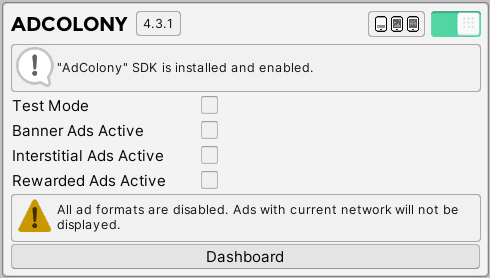 ADCOLONY 4.3.1
"AdColony" SDK is installed and enabled.
Test Mode
Banner Ads Active
Interstitial Ads Active
Rewarded Ads Active
All ad formats are disabled. Ads with current network will not be
displayed.
Dashboard